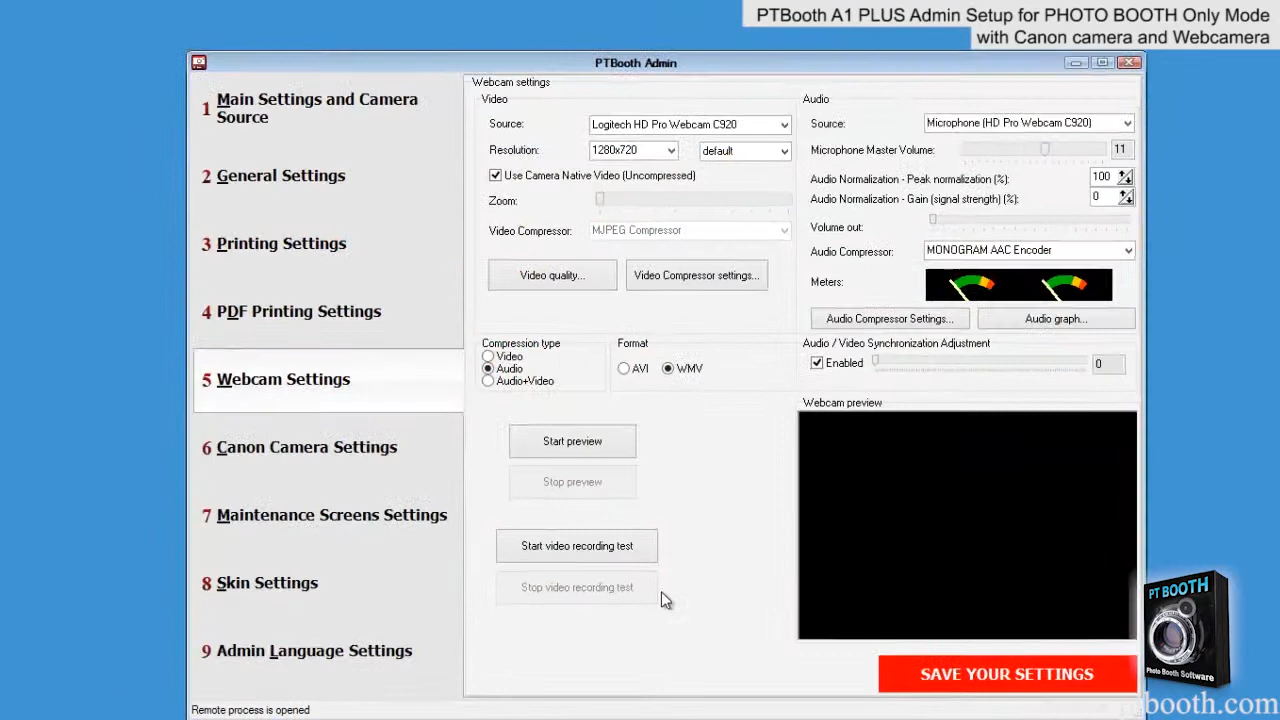 PTBooth A1 PLUS Admin Setup for PHOTO BOOTH Only Mode
with Canon camera and Webcamera
PTBooth Admin
1 Main Settings and Camera
Source
2 General Settings
3 Printing Settings
4 PDF Printing Settings
5 Webcam Settings
6 Canon Camera Settings
7 Maintenance Screens Settings
8 Skin Settings
9 Admin Language Settings
Webcam settings
Video
Source: Logitech HD Pro Webcam C920
Resolution: 1280x720 default
Use Camera Native Video (Uncompressed)
Zoom:
Video Compressor: MJPEG Compressor
Video quality... Video Compressor settings...
Audio
Source: Microphone (HD Pro Webcam C920)
Microphone Master Volume: 11
Audio Normalization - Peak normalization (%): 100
Audio Normalization - Gain (signal strength) (%): 0
Volume out:
Audio Compressor: MONOGRAM AAC Encoder
Meters:
Audio Compressor Settings... Audio graph...
Compression type
Video
Audio
Audio+Video
Format
AVI WMV
Audio / Video Synchronization Adjustment
Enabled 0
Start preview
Stop preview
Start video recording test
Stop video recording test
Webcam preview
SAVE YOUR SETTINGS
Remote process is opened
PT BOOTH
Photo Booth Software
booth.com